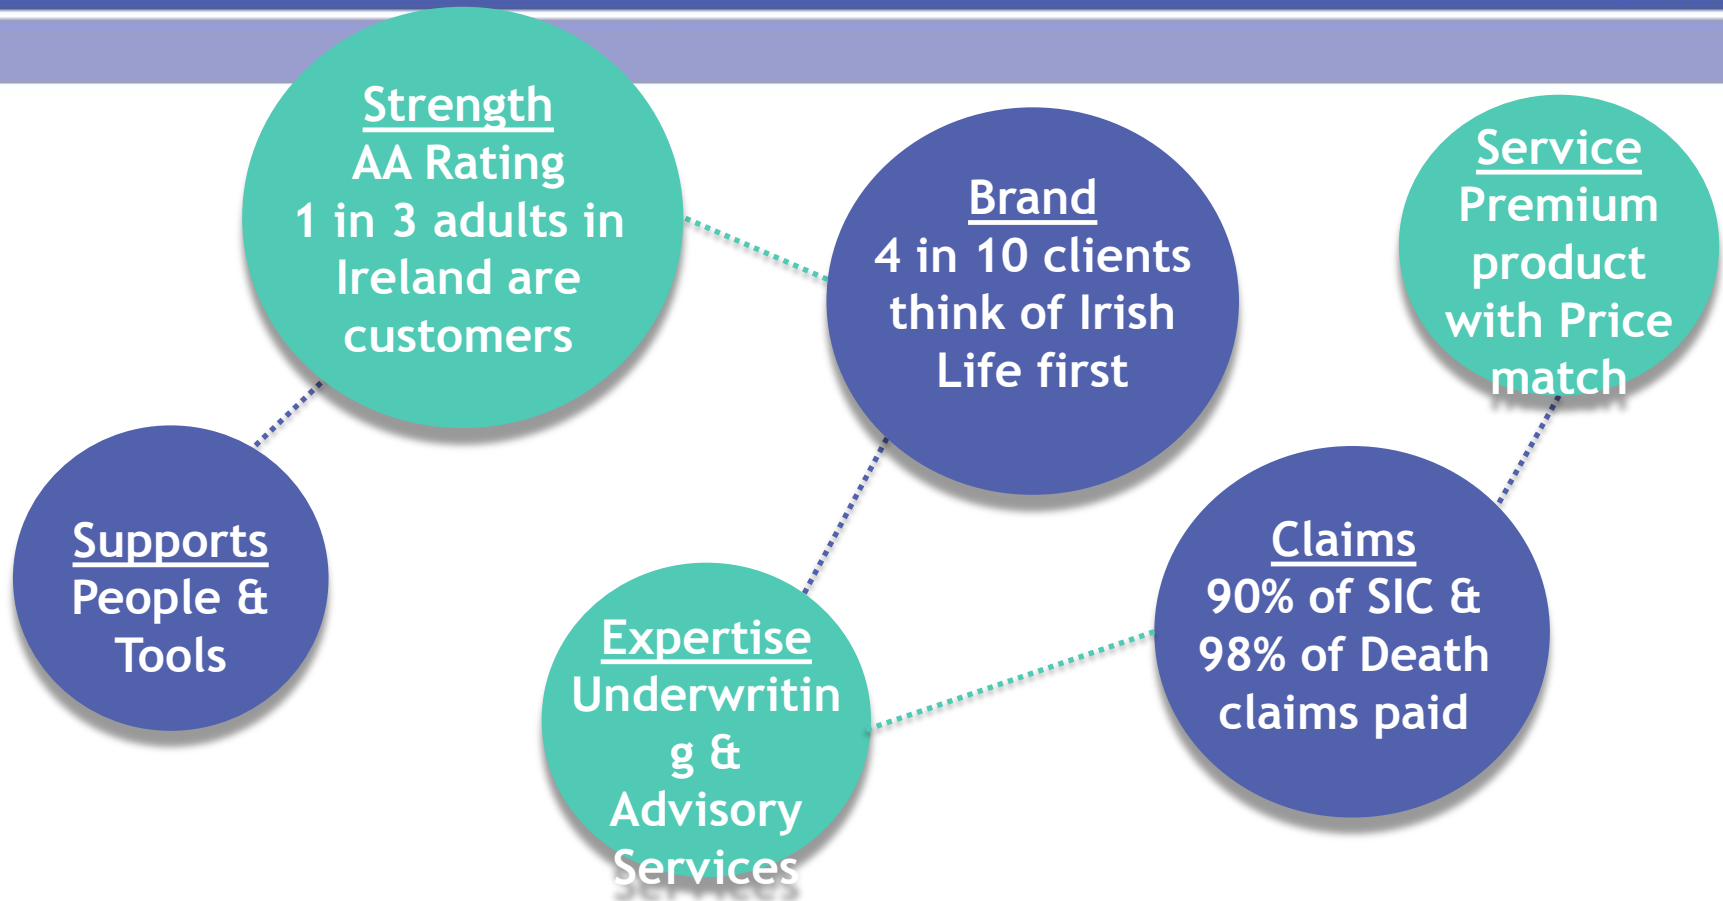 Strength
AA Rating
1 in 3 adults in
Ireland are
customers
Brand
4 in 10 clients
think of Irish
Life first
Service
Premium
product
with Price
match
Supports
People &
Tools
Expertise
Underwritin
g &
Advisory
Services
Claims
90% of SIC &
98% of Death
claims paid